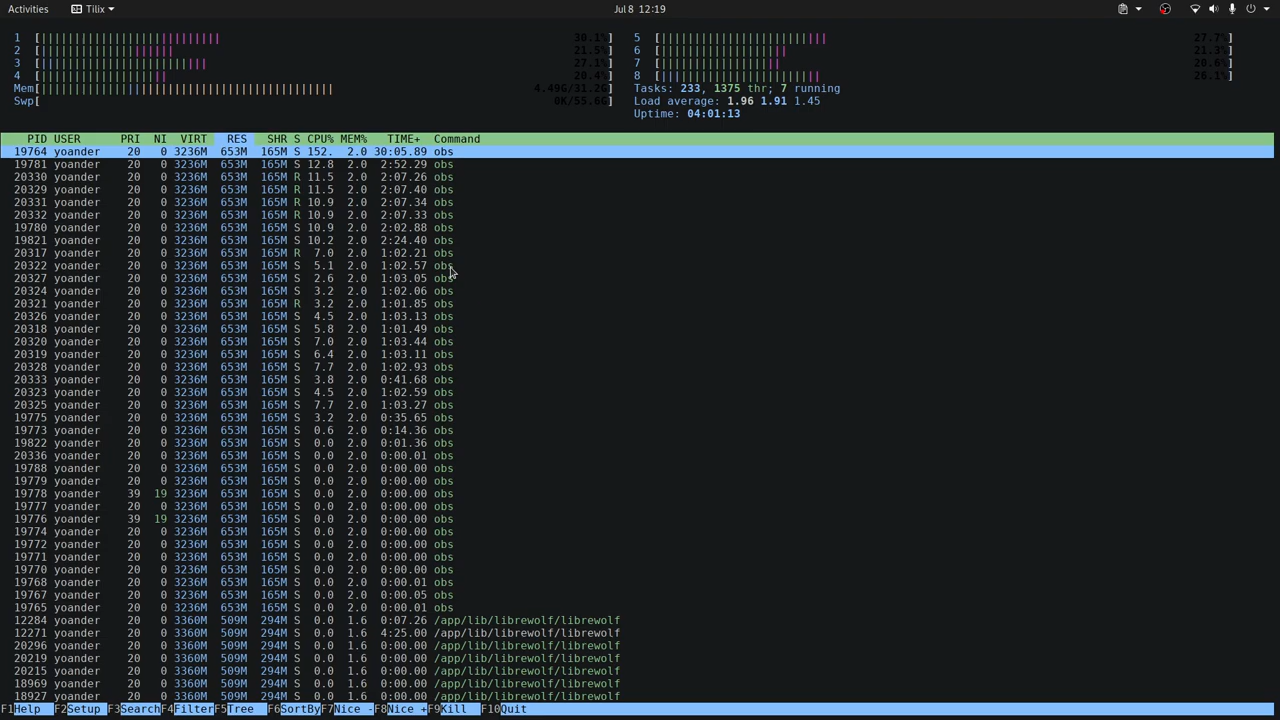 Activities Tilix Jul 8 12:19
1 [ 30.1%] 5 [ 27.7%]
2 [ 21.5%] 6 [ 21.3%]
3 [ 27.1%] 7 [ 20.6%]
4 [ 20.4%] 8 [ 26.1%]
Mem[ 4.49G/31.2G] Tasks: 233, 1375 thr; 7 running
Swp[ 0K/55.6G] Load average: 1.96 1.91 1.45
Uptime: 04:01:13
PID USER PRI NI VIRT RES SHR S CPU% MEM% TIME+ Command
19764 yoander 20 0 3236M 653M 165M S 152. 2.0 30:05.89 obs
19781 yoander 20 0 3236M 653M 165M S 12.8 2.0 2:52.29 obs
20330 yoander 20 0 3236M 653M 165M R 11.5 2.0 2:07.26 obs
20329 yoander 20 0 3236M 653M 165M R 11.5 2.0 2:07.40 obs
20331 yoander 20 0 3236M 653M 165M R 10.9 2.0 2:07.34 obs
20332 yoander 20 0 3236M 653M 165M R 10.9 2.0 2:07.33 obs
19780 yoander 20 0 3236M 653M 165M S 10.9 2.0 2:02.88 obs
19821 yoander 20 0 3236M 653M 165M S 10.2 2.0 2:24.40 obs
20317 yoander 20 0 3236M 653M 165M R 7.0 2.0 1:02.21 obs
20322 yoander 20 0 3236M 653M 165M S 5.1 2.0 1:02.57 obs
20327 yoander 20 0 3236M 653M 165M S 2.6 2.0 1:03.05 obs
20324 yoander 20 0 3236M 653M 165M S 3.2 2.0 1:02.06 obs
20321 yoander 20 0 3236M 653M 165M R 3.2 2.0 1:01.85 obs
20326 yoander 20 0 3236M 653M 165M S 4.5 2.0 1:03.13 obs
20318 yoander 20 0 3236M 653M 165M S 5.8 2.0 1:01.49 obs
20320 yoander 20 0 3236M 653M 165M S 7.0 2.0 1:03.44 obs
20319 yoander 20 0 3236M 653M 165M S 6.4 2.0 1:03.11 obs
20328 yoander 20 0 3236M 653M 165M S 7.7 2.0 1:02.93 obs
20333 yoander 20 0 3236M 653M 165M S 3.8 2.0 0:41.68 obs
20323 yoander 20 0 3236M 653M 165M S 4.5 2.0 1:02.59 obs
20325 yoander 20 0 3236M 653M 165M S 7.7 2.0 1:03.27 obs
19775 yoander 20 0 3236M 653M 165M S 3.2 2.0 0:35.65 obs
19773 yoander 20 0 3236M 653M 165M S 0.6 2.0 0:14.36 obs
19822 yoander 20 0 3236M 653M 165M S 0.0 2.0 0:01.36 obs
20336 yoander 20 0 3236M 653M 165M S 0.0 2.0 0:00.01 obs
19788 yoander 20 0 3236M 653M 165M S 0.0 2.0 0:00.00 obs
19779 yoander 20 0 3236M 653M 165M S 0.0 2.0 0:00.00 obs
19778 yoander 39 19 3236M 653M 165M S 0.0 2.0 0:00.00 obs
19777 yoander 20 0 3236M 653M 165M S 0.0 2.0 0:00.00 obs
19776 yoander 39 19 3236M 653M 165M S 0.0 2.0 0:00.00 obs
19774 yoander 20 0 3236M 653M 165M S 0.0 2.0 0:00.00 obs
19772 yoander 20 0 3236M 653M 165M S 0.0 2.0 0:00.00 obs
19771 yoander 20 0 3236M 653M 165M S 0.0 2.0 0:00.00 obs
19770 yoander 20 0 3236M 653M 165M S 0.0 2.0 0:00.00 obs
19768 yoander 20 0 3236M 653M 165M S 0.0 2.0 0:00.01 obs
19767 yoander 20 0 3236M 653M 165M S 0.0 2.0 0:00.05 obs
19765 yoander 20 0 3236M 653M 165M S 0.0 2.0 0:00.01 obs
12284 yoander 20 0 3360M 509M 294M S 0.0 1.6 0:07.26 /app/lib/librewolf/librewolf
12271 yoander 20 0 3360M 509M 294M S 0.0 1.6 4:25.00 /app/lib/librewolf/librewolf
20296 yoander 20 0 3360M 509M 294M S 0.0 1.6 0:00.00 /app/lib/librewolf/librewolf
20219 yoander 20 0 3360M 509M 294M S 0.0 1.6 0:00.00 /app/lib/librewolf/librewolf
20215 yoander 20 0 3360M 509M 294M S 0.0 1.6 0:00.00 /app/lib/librewolf/librewolf
18969 yoander 20 0 3360M 509M 294M S 0.0 1.6 0:00.01 /app/lib/librewolf/librewolf
18927 yoander 20 0 3360M 509M 294M S 0.0 1.6 0:00.00 /app/lib/librewolf/librewolf
F1Help F2Setup F3SearchF4FilterF5Tree F6SortByF7Nice -F8Nice +F9Kill F10Quit